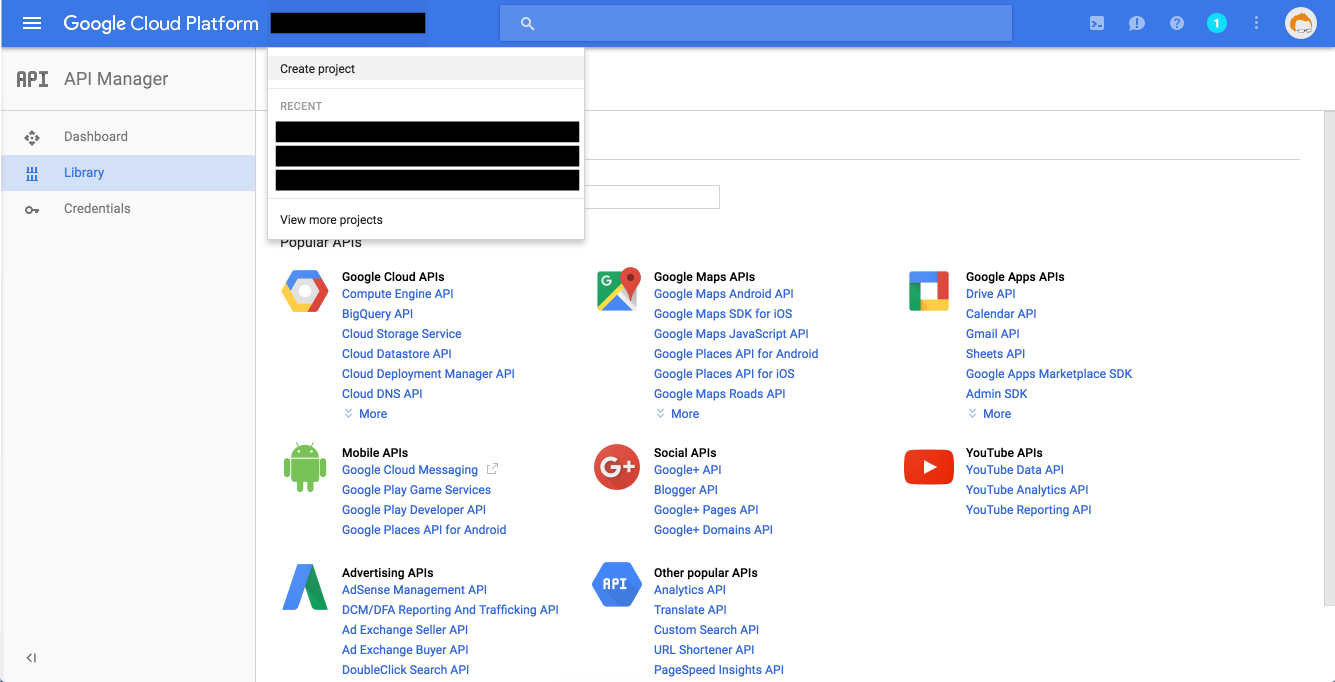 Google Cloud Platform
1
Create project
RECENT
View more projects
API API Manager
Dashboard
Library
Credentials
Popular APIs
Google Cloud APIs
Compute Engine API
BigQuery API
Cloud Storage Service
Cloud Datastore API
Cloud Deployment Manager API
Cloud DNS API
More
G
Google Maps APIs
Google Maps Android API
Google Maps SDK for iOS
Google Maps JavaScript API
Google Places API for Android
Google Places API for iOS
Google Maps Roads API
More
Google Apps APIs
Drive API
Calendar API
Gmail API
Sheets API
Google Apps Marketplace SDK
Admin SDK
More
Mobile APIs
Google Cloud Messaging
Google Play Game Services
Google Play Developer API
Google Places API for Android
G+
Social APIs
Google+ API
Blogger API
Google+ Pages API
Google+ Domains API
YouTube APIs
YouTube Data API
YouTube Analytics API
YouTube Reporting API
Advertising APIs
AdSense Management API
DCM/DFA Reporting And Trafficking API
Ad Exchange Seller API
Ad Exchange Buyer API
DoubleClick Search API
API
Other popular APIs
Analytics API
Translate API
Custom Search API
URL Shortener API
PageSpeed Insights API